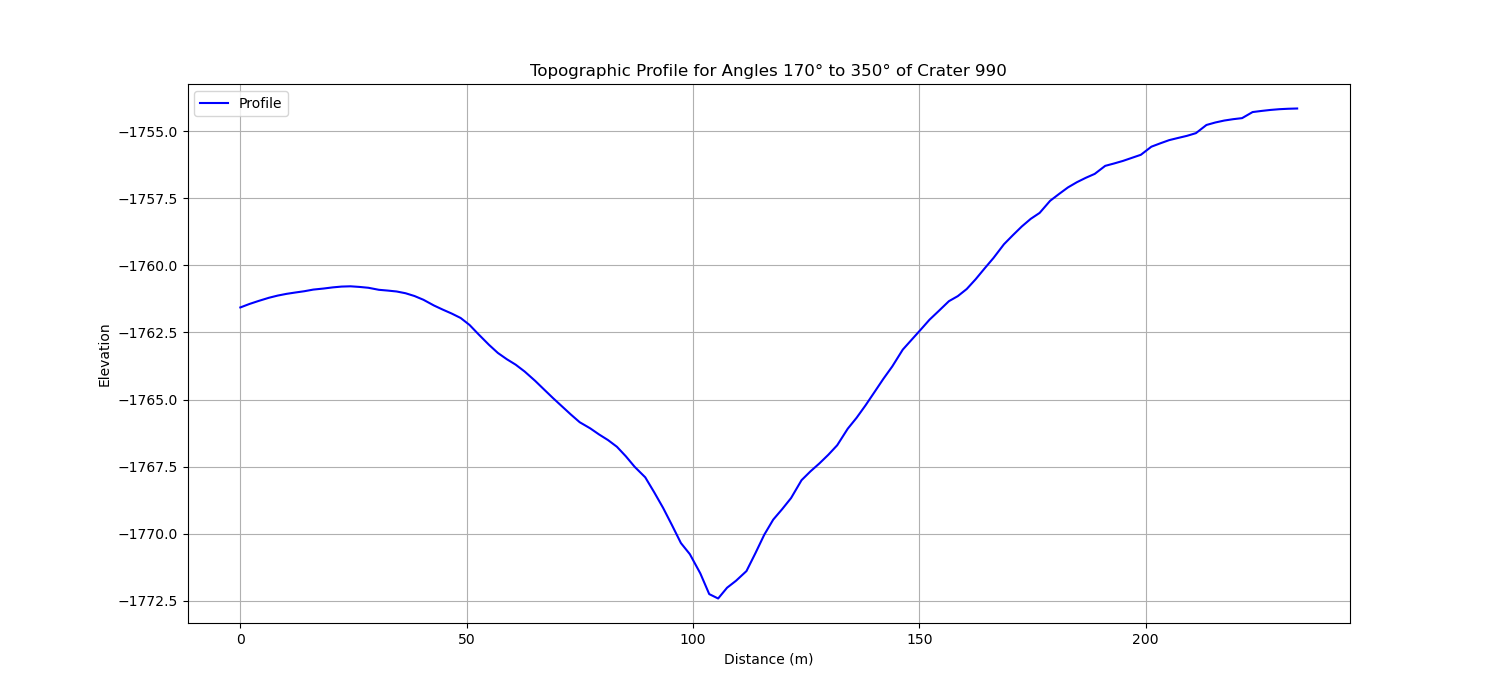 Topographic Profile for Angles 170° to 350° of Crater 990
Profile
−1755.0
−1757.5
−1760.0
−1762.5
−1765.0
−1767.5
−1770.0
−1772.5
Elevation
0 50 100 150 200
Distance (m)